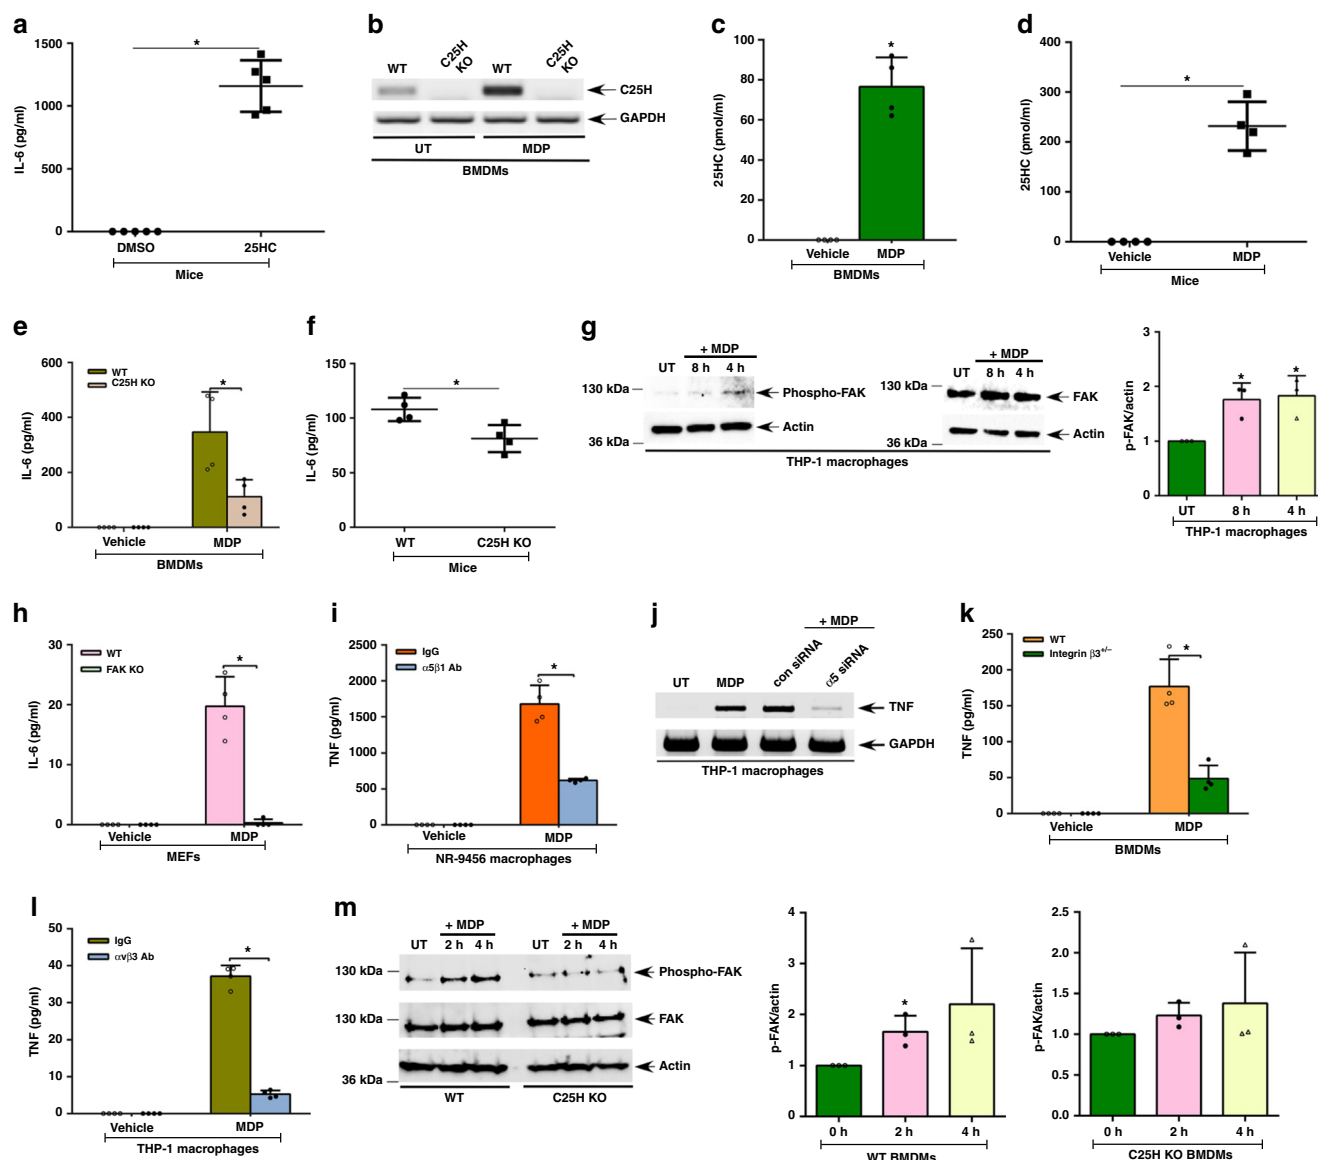 a
IL-6 (pg/ml)
1500
1000
500
0
*
DMSO
25HC
Mice
b
WT
C25H KO
WT
C25H KO
C25H
GAPDH
UT
MDP
BMDMs
c
25HC (pmol/ml)
100
80
60
40
20
0
*
Vehicle
MDP
BMDMs
d
25HC (pmol/ml)
400
300
200
100
0
*
Vehicle
MDP
Mice
e
IL-6 (pg/ml)
600
400
200
0
WT
C25H KO
*
Vehicle
MDP
BMDMs
f
IL-6 (pg/ml)
150
100
50
0
*
WT
C25H KO
Mice
g
+ MDP
UT
8 h
4 h
130 kDa
Phospho-FAK
Actin
36 kDa
+ MDP
UT
8 h
4 h
130 kDa
FAK
Actin
36 kDa
THP-1 macrophages
p-FAK/actin
3
2
1
0
*
*
UT
8 h
4 h
THP-1 macrophages
h
IL-6 (pg/ml)
30
20
10
0
WT
FAK KO
*
Vehicle
MDP
MEFs
i
TNF (pg/ml)
2500
2000
1500
1000
500
0
IgG
α5β1 Ab
*
Vehicle
MDP
NR-9456 macrophages
j
+ MDP
UT
MDP
con siRNA
α5 siRNA
TNF
GAPDH
THP-1 macrophages
k
TNF (pg/ml)
250
200
150
100
50
0
WT
Integrin β3+/−
*
Vehicle
MDP
BMDMs
l
TNF (pg/ml)
50
40
30
20
10
0
IgG
αvβ3 Ab
*
Vehicle
MDP
THP-1 macrophages
m
+ MDP
+ MDP
UT
2 h
4 h
UT
2 h
4 h
130 kDa
Phospho-FAK
130 kDa
FAK
Actin
36 kDa
WT
C25H KO
p-FAK/actin
4
3
2
1
0
*
0 h
2 h
4 h
WT BMDMs
p-FAK/actin
2.5
2.0
1.5
1.0
0.5
0.0
0 h
2 h
4 h
C25H KO BMDMs